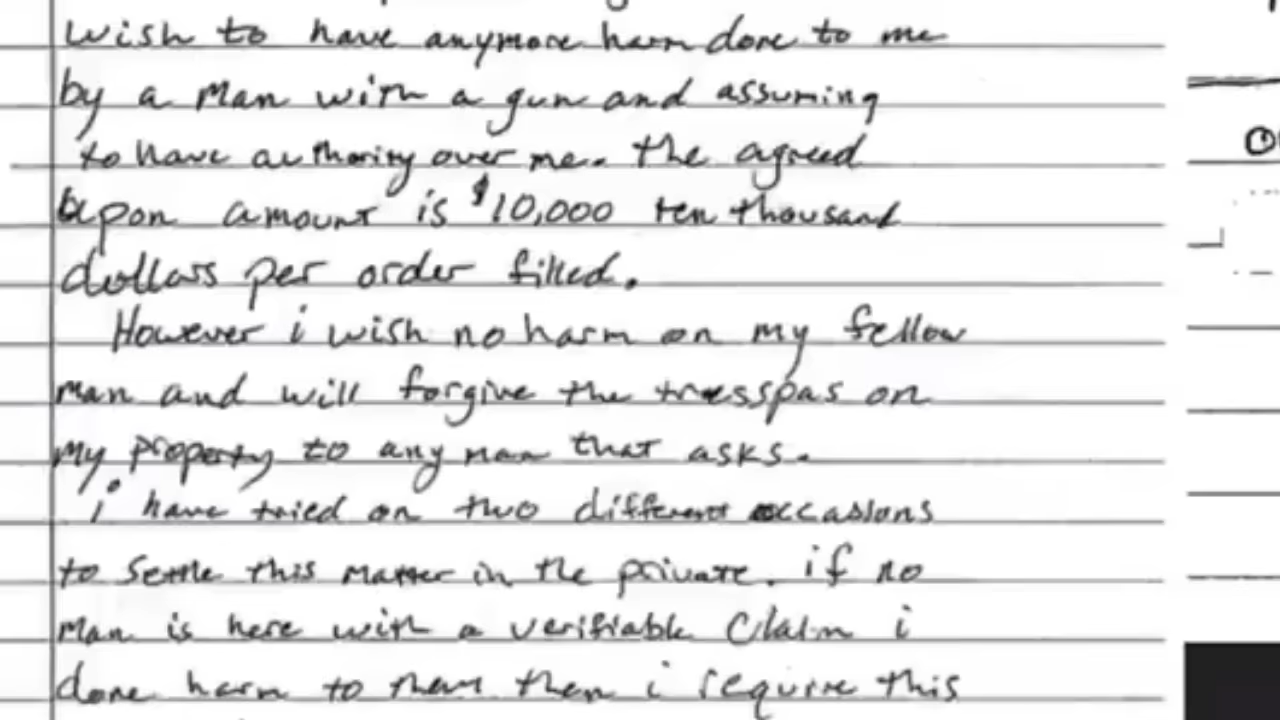 wish to have anymore harm done to me
by a man with a gun and assuming
to have authority over me. the agreed
upon amount is $10,000 ten thousand
dollars per order filled.
However i wish no harm on my fellow
man and will forgive the tresspas on
my property to any man that asks.
i have tried on two different occasions
to settle this matter in the private. if no
man is here with a verifiable claim i
done harm to them then i require this